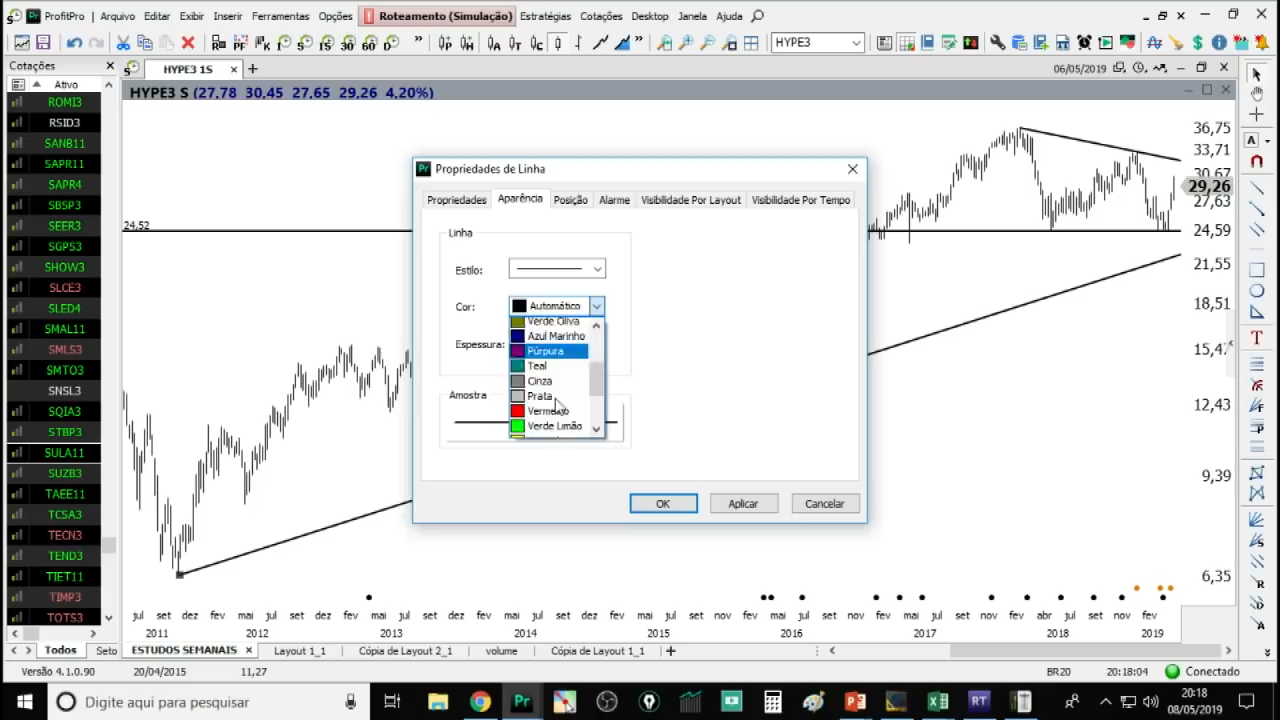 ProfitPro Arquivo Editar Exibir Inserir Ferramentas Opções Roteamento (Simulação) Estratégias Cotações Desktop Janela Ajuda
HYPE3
Cotações
HYPE3 1S
06/05/2019
Ativo
ROMI3
RSID3
SANB11
SAPR11
SAPR4
SBSP3
SEER3
SGPS3
SHOW3
SLCE3
SLED4
SMAL11
SMLS3
SMTO3
SNSL3
SQIA3
STBP3
SULA11
SUZB3
TAEE11
TCSA3
TECN3
TEND3
TIET11
TIMP3
TOTS3
HYPE3 S (27,78 30,45 27,65 29,26 4,20%)
24,52
36,75
33,71
30,67
29,26
27,63
24,59
21,55
18,51
15,47
12,43
9,39
6,35
Propriedades de Linha
Propriedades Aparência Posição Alarme Visibilidade Por Layout Visibilidade Por Tempo
Linha
Estilo:
Cor: Automático
Verde Oliva
Azul Marinho
Púrpura
Teal
Cinza
Prata
Vermelho
Verde Limão
Espessura:
Amostra
OK Aplicar Cancelar
jul set dez fev mai jul set dez fev mai jul set nov fev abr jul set nov fev abr jul set nov fev abr jul set nov fev abr jul set nov fev
2011 2012 2013 2014 2015 2016 2017 2018 2019
Todos Seto
ESTUDOS SEMANAIS Layout 1_1 Cópia de Layout 2_1 volume Cópia de Layout 1_1
Versão 4.1.0.90 20/04/2015 11,27 BR20 20:18:04 Conectado
Digite aqui para pesquisar
20:18
08/05/2019